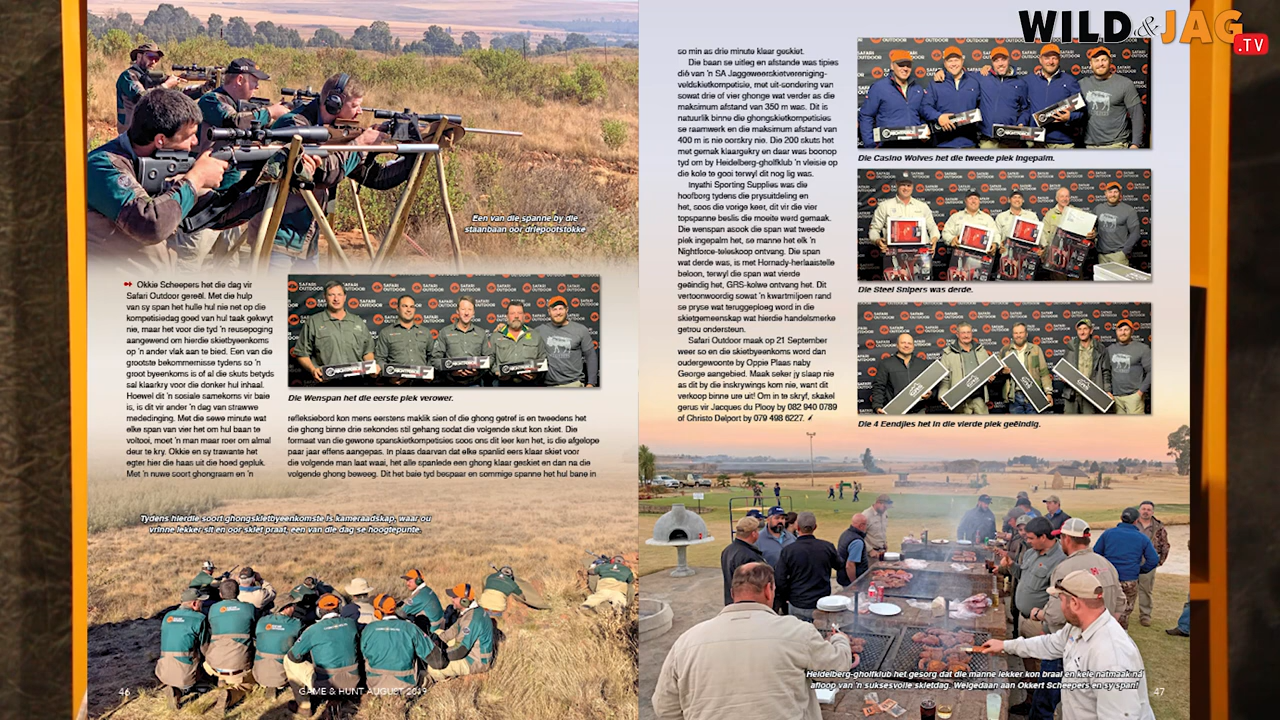 WILD & JAG
.TV
Een van die spanne by die
staanbaan oor driepootstokke
Okkie Scheepers het die dag vir
Safari Outdoor gereël. Met die hulp
van sy span het hulle hul nie net op die
kompetisiedag goed van hul taak gekwyt
nie, maar het voor die tyd 'n reusepoging
aangewend om hierdie skietbyeenkoms
op 'n ander vlak aan te bied. Een van die
grootste bekommernisse tydens so 'n
groot byeenkoms is of al die skuts betyds
sal klaarkry voor die donker hul inhaal.
Hoewel dit 'n sosiale samekoms vir baie
is, is dit vir ander 'n dag van strawwe
mededinging. Met die sewe minute wat
elke span van vier het om hul baan te
voltooi, moet 'n man maar roer om almal
deur te kry. Okkie en sy trawante het
egter hier die haas uit die hoed gepluk.
Met 'n nuwe soort ghongraam en 'n
SAFARI
OUTDOOR
NIGHTFORCE
Die Wenspan het die eerste plek verower.
refleksiebord kon mens eerstens maklik sien of die ghong getref is en tweedens het
die ghong binne drie sekondes stil gehang sodat die volgende skut kon skiet. Die
formaat van die gewone spanskietkompetisies soos ons dit leer ken het, is die afgelope
paar jaar effens aangepas. In plaas daarvan dat elke spanlid eers klaar skiet voor
die volgende man laat waai, het alle spanlede een ghong klaar geskiet en dan na die
volgende ghong beweeg. Dit het baie tyd bespaar en sommige spanne het hul bane in
Tydens hierdie soort ghongskietbyeenkomste is kameraadskap, waar ou
vrinne lekker sit en oor skiet praat, een van die dag se hoogtepunte.
46
GAME & HUNT AUGUST 2019
so min as drie minute klaar geskiet.
Die baan se uitleg en afstande was tipies
dié van 'n SA Jaggeweerskietvereniging-
veldskietkompetisie, met uit-sondering van
sowat drie of vier ghonge wat verder as die
maksimum afstand van 350 m was. Dit is
natuurlik binne die ghongskietkompetisies
se raamwerk en die maksimum afstand van
400 m is nie oorskry nie. Die 200 skuts het
met gemak klaargekry en daar was boonop
tyd om by Heidelberg-gholfklub 'n vleisie op
die kole te gooi terwyl dit nog lig was.
Inyathi Sporting Supplies was die
hoofborg tydens die prysuitdeling en
het, soos die vorige keer, dit vir die vier
topspanne beslis die moeite werd gemaak.
Die wenspan asook die span wat tweede
plek ingepalm het, se manne het elk 'n
Nightforce-teleskoop ontvang. Die span
wat derde was, is met Hornady-herlaaistelle
beloon, terwyl die span wat vierde
geëindig het, GRS-kolwe ontvang het. Dit
vertoonwoordig sowat 'n kwartmiljoen rand
se pryse wat teruggeploeg word in die
skietgemeenskap wat hierdie handelsmerke
getrou ondersteun.
Safari Outdoor maak op 21 September
weer so en die skietbyeenkoms word dan
oudergewoonte by Oppie Plaas naby
George aangebied. Maak seker jy slaap nie
as dit by die inskrywings kom nie, want dit
verkoop binne ure uit! Om in te skryf, skakel
gerus vir Jacques du Plooy by 082 940 0789
of Christo Delport by 079 498 6227.
Die Casino Wolves het die tweede plek ingepalm.
Die Steel Snipers was derde.
Die 4 Eendjies het in die vierde plek geëindig.
Heidelberg-gholfklub het gesorg dat die manne lekker kon braai en kele natmaak ná
afloop van 'n suksesvolle skietdag. Welgedaan aan Okkert Scheepers en sy span!
47